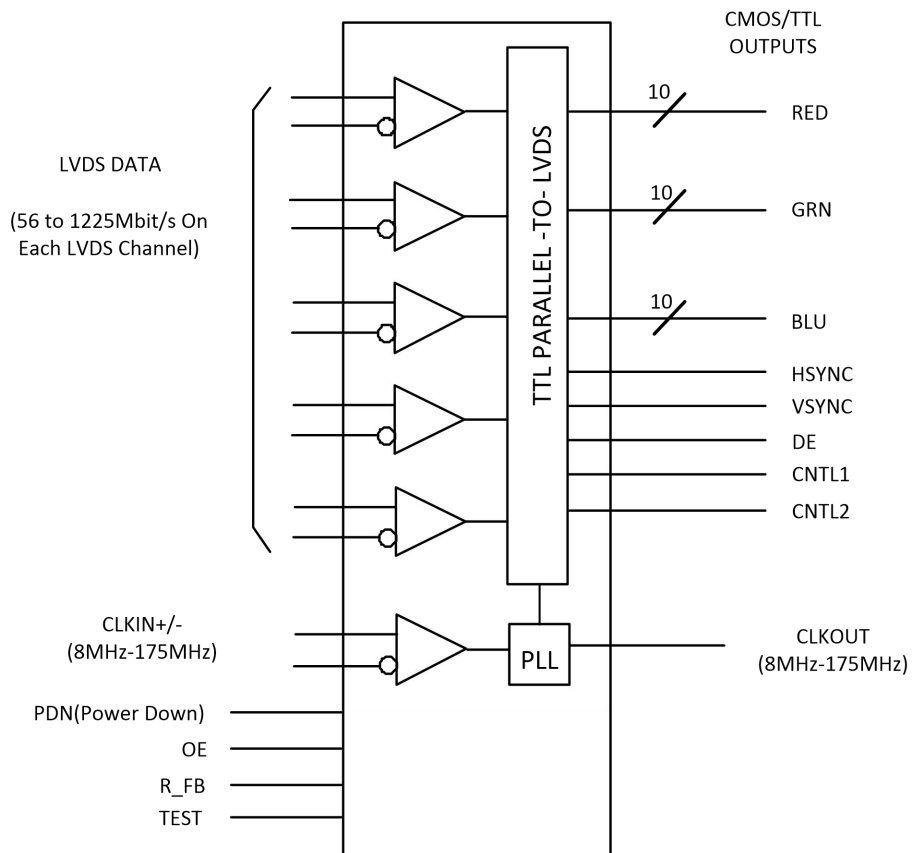 CMOS/TTL
OUTPUTS
LVDS DATA
(56 to 1225Mbit/s On
Each LVDS Channel)
TTL PARALLEL -TO- LVDS
10
RED
10
GRN
10
BLU
HSYNC
VSYNC
DE
CNTL1
CNTL2
CLKIN+/-
(8MHz-175MHz)
PLL
CLKOUT
(8MHz-175MHz)
PDN(Power Down)
OE
R_FB
TEST